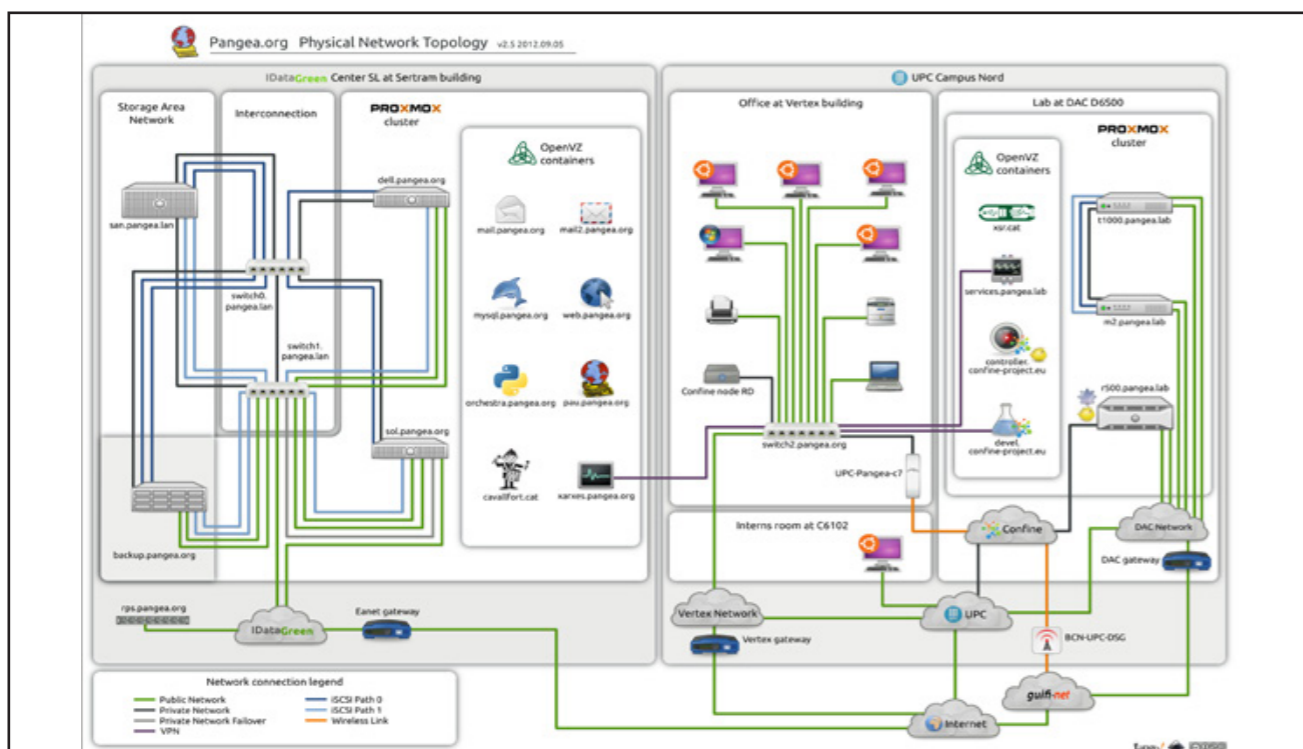 Pangea.org Physical Network Topology v2.5 2012.09.05
IDataGreen Center SL at Sertram building
Storage Area
Network
Interconnection
PROXMOX
cluster
OpenVZ
containers
san.pangea.lan
dell.pangea.org
switch0.
pangea.lan
switch1.
pangea.lan
sol.pangea.org
backup.pangea.org
mail.pangea.org
mail2.pangea.org
mysql.pangea.org
web.pangea.org
orchestra.pangea.org
pau.pangea.org
cavallfort.cat
xarxes.pangea.org
rps.pangea.org
IDataGreen
Eanet gateway
UPC Campus Nord
Office at Vertex building
Confine node RD
switch2.pangea.org
UPC-Pangea-c7
Interns room at C6102
Lab at DAC D6S00
PROXMOX
cluster
OpenVZ
containers
xsr.cat
services.pangea.lab
controller.
confine-project.eu
devel.
confine-project.eu
t1000.pangea.lab
m2.pangea.lab
r500.pangea.lab
Confine
DAC Network
DAC gateway
Vertex Network
Vertex gateway
UPC
BCN-UPC-DSG
guifi·net
Internet
Network connection legend
Public Network
Private Network
Private Network Failover
VPN
iSCSI Path 0
iSCSI Path 1
Wireless Link